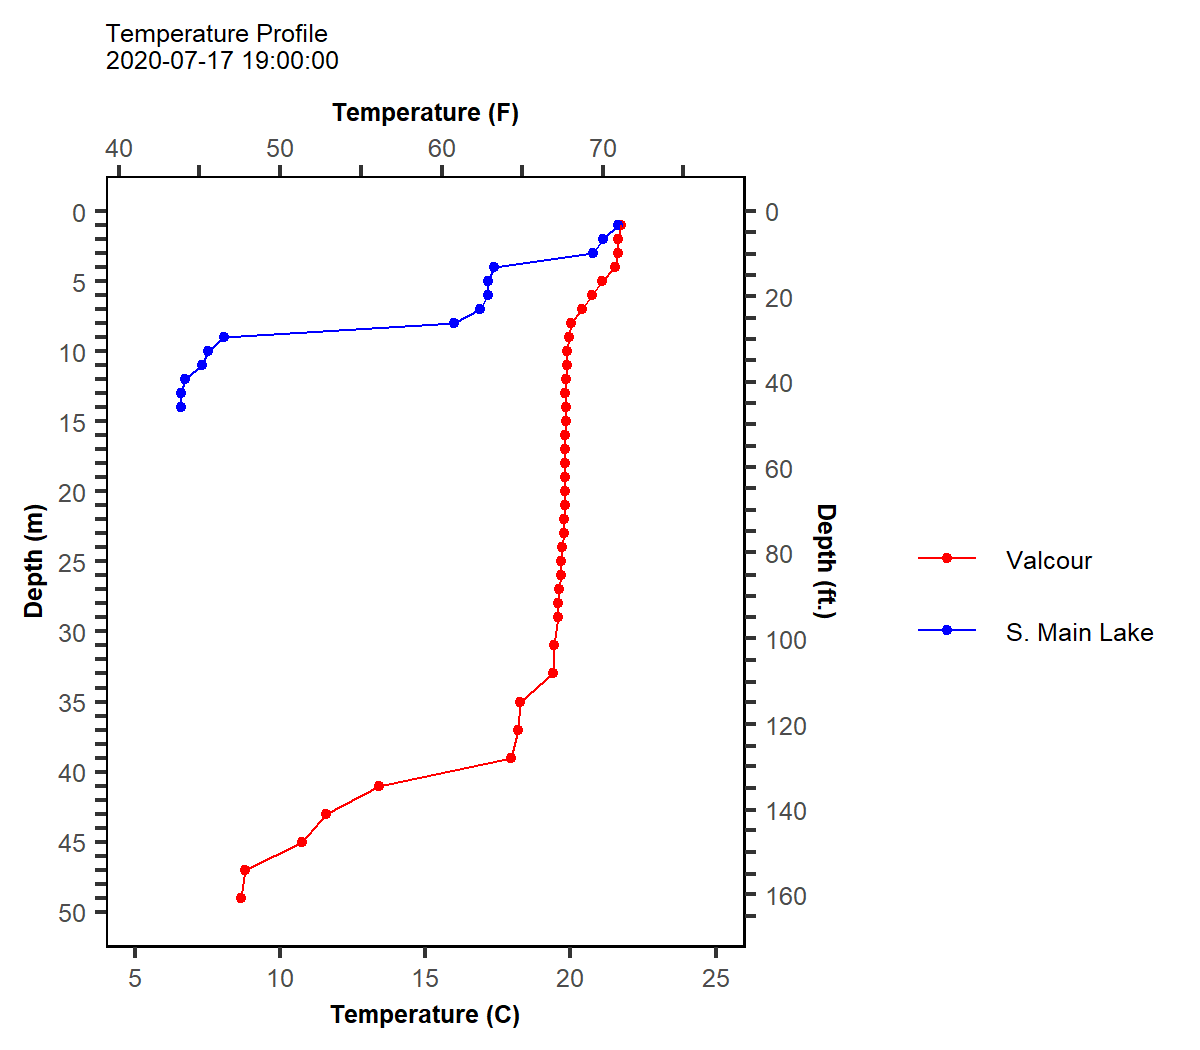 Temperature Profile
2020-07-17 19:00:00
Temperature (F)
40 50 60 70
0
5
10
15
20
25
30
35
40
45
50
Depth (m)
0
20
40
60
80
100
120
140
160
Depth (ft.)
Valcour
S. Main Lake
5 10 15 20 25
Temperature (C)